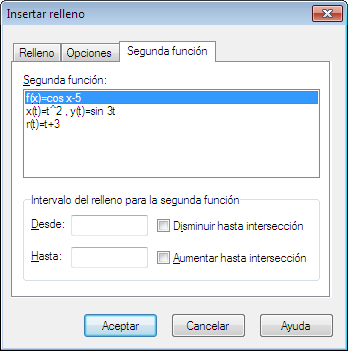 Insertar relleno
Relleno Opciones Segunda función
Segunda función:
f(x)=cos x-5
x(t)=t^2 , y(t)=sin 3t
r(t)=t+3
Intervalo del relleno para la segunda función
Desde: Disminuir hasta intersección
Hasta: Aumentar hasta intersección
Aceptar Cancelar Ayuda